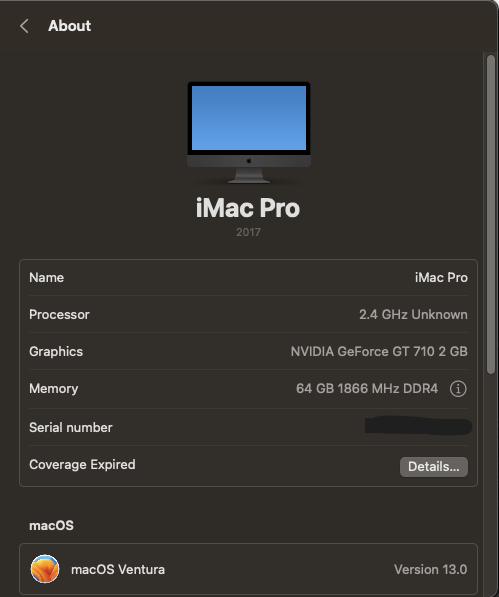 About
iMac Pro
2017
Name iMac Pro
Processor 2.4 GHz Unknown
Graphics NVIDIA GeForce GT 710 2 GB
Memory 64 GB 1866 MHz DDR4
Serial number
Coverage Expired Details...
macOS
macOS Ventura Version 13.0